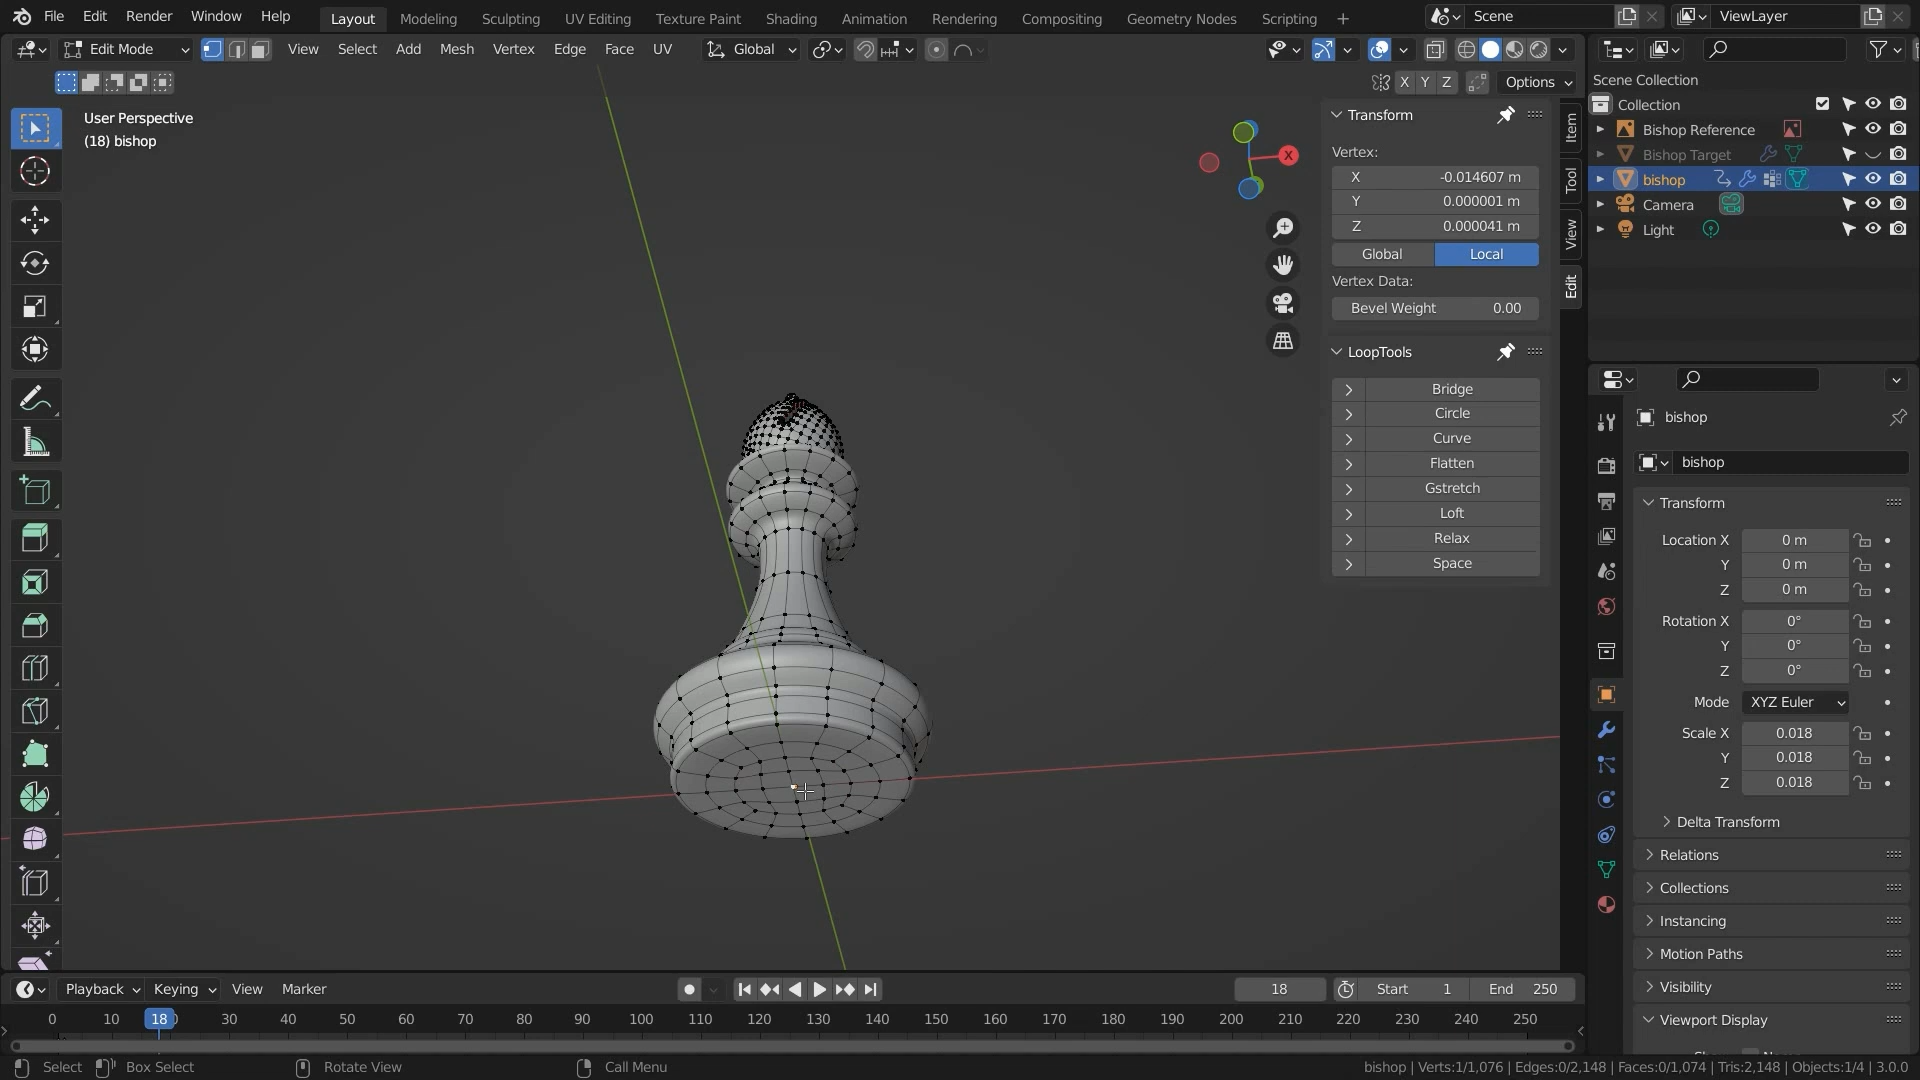 File Edit Render Window Help Layout Modeling Sculpting UV Editing Texture Paint Shading Animation Rendering Compositing Geometry Nodes Scripting + Scene ViewLayer
Edit Mode View Select Add Mesh Vertex Edge Face UV Global
X Y Z Options
Scene Collection
Collection
Bishop Reference
Bishop Target
bishop
Camera
Light
User Perspective
(18) bishop
X
Transform
Vertex:
X -0.014607 m
Y 0.000001 m
Z 0.000041 m
Global Local
Vertex Data:
Bevel Weight 0.00
LoopTools
Bridge
Circle
Curve
Flatten
Gstretch
Loft
Relax
Space
Item
Tool
View
Edit
bishop
bishop
Transform
Location X 0 m
Y 0 m
Z 0 m
Rotation X 0°
Y 0°
Z 0°
Mode XYZ Euler
Scale X 0.018
Y 0.018
Z 0.018
Delta Transform
Relations
Collections
Instancing
Motion Paths
Visibility
Viewport Display
Playback Keying View Marker 18 Start 1 End 250
0 10 18 30 40 50 60 70 80 90 100 110 120 130 140 150 160 170 180 190 200 210 220 230 240 250
Select Box Select Rotate View Call Menu bishop | Verts:1/1,076 | Edges:0/2,148 | Faces:0/1,074 | Tris:2,148 | Objects:1/4 | 3.0.0